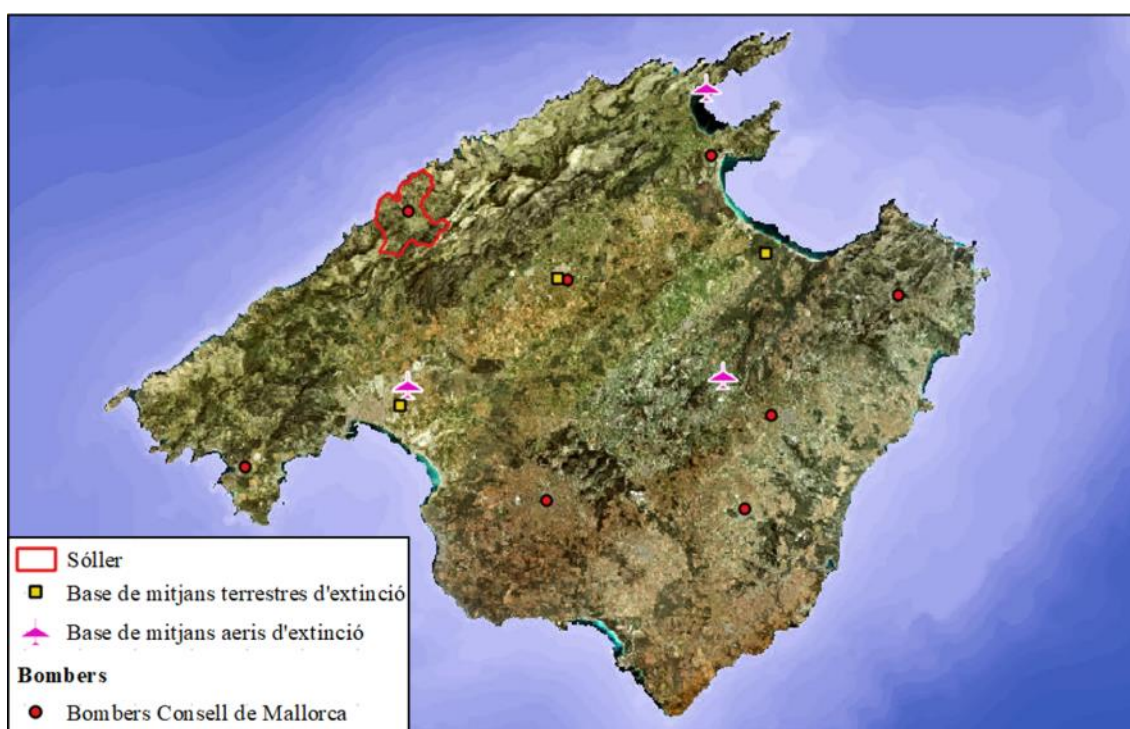 Sóller
Base de mitjans terrestres d'extinció
Base de mitjans aeris d'extinció
Bombers
Bombers Consell de Mallorca